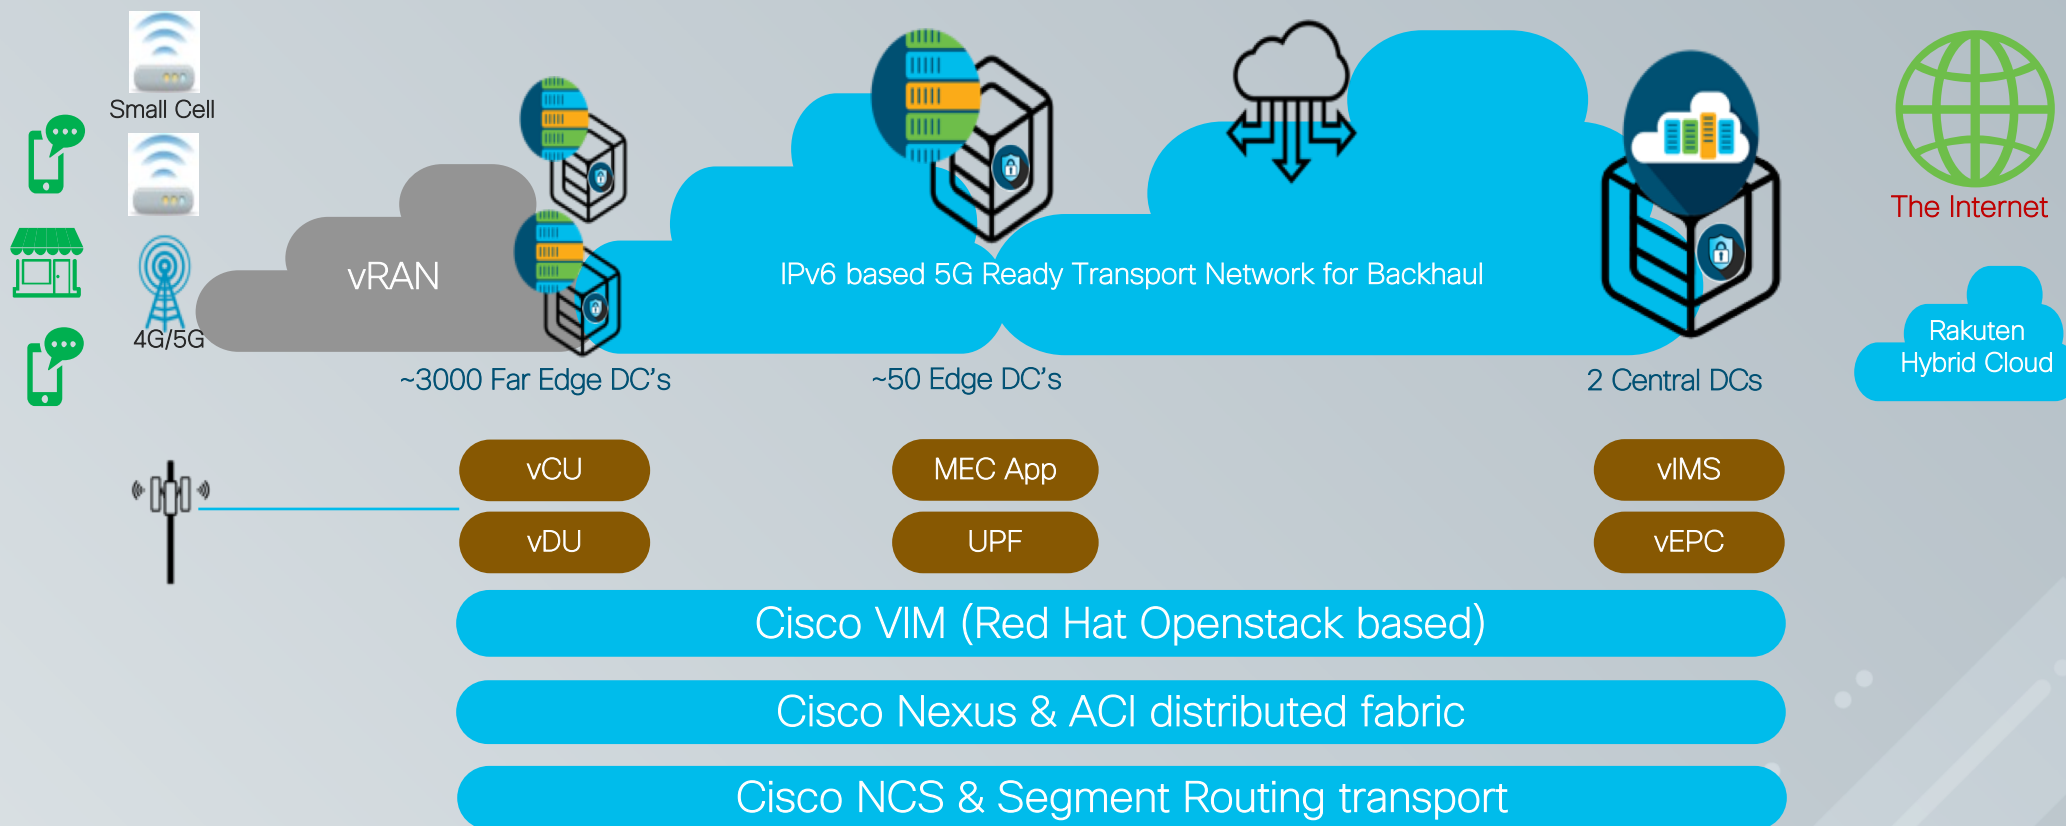 Small Cell
The Internet
vRAN
IPv6 based 5G Ready Transport Network for Backhaul
4G/5G
Rakuten
Hybrid Cloud
~3000 Far Edge DC’s
~50 Edge DC’s
2 Central DCs
vCU
MEC App
vIMS
vDU
UPF
vEPC
Cisco VIM (Red Hat Openstack based)
Cisco Nexus & ACI distributed fabric
Cisco NCS & Segment Routing transport